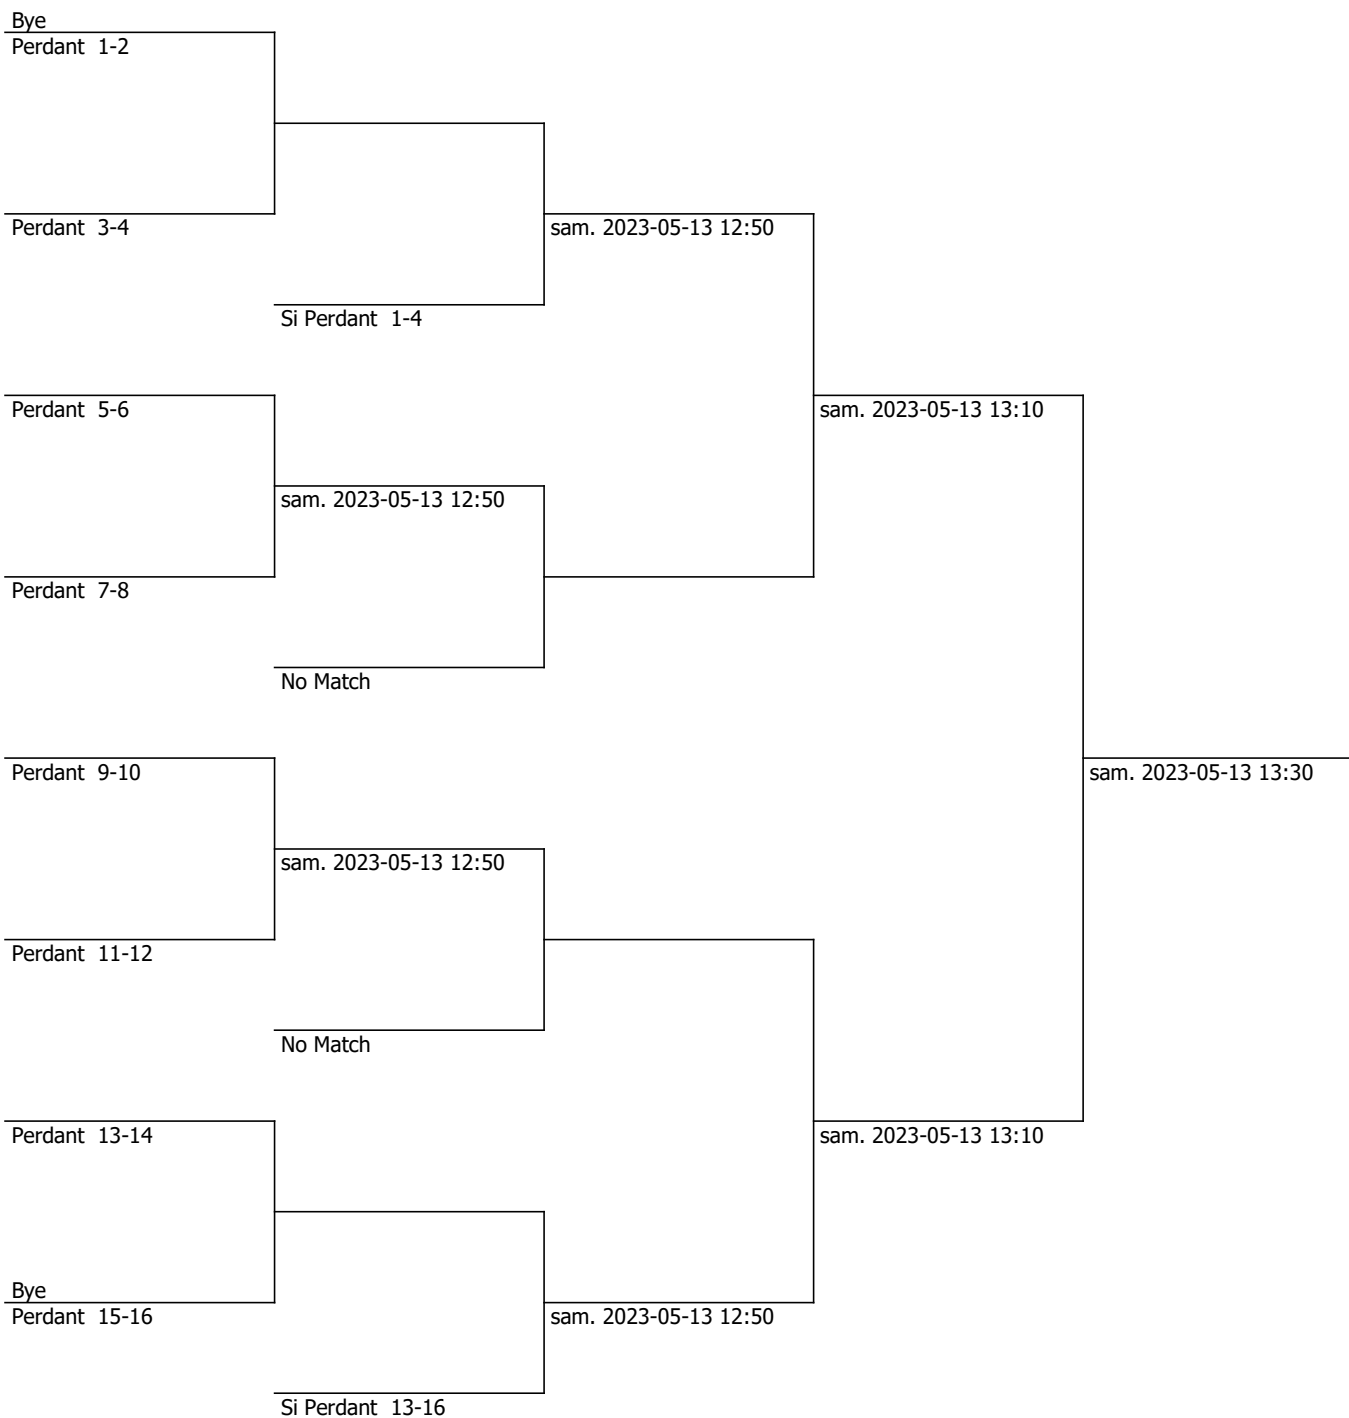 Bye
Perdant 1-2
Perdant 3-4
sam. 2023-05-13 12:50
Si Perdant 1-4
Perdant 5-6
sam. 2023-05-13 13:10
sam. 2023-05-13 12:50
Perdant 7-8
No Match
Perdant 9-10
sam. 2023-05-13 13:30
sam. 2023-05-13 12:50
Perdant 11-12
No Match
Perdant 13-14
sam. 2023-05-13 13:10
Bye
Perdant 15-16
sam. 2023-05-13 12:50
Si Perdant 13-16